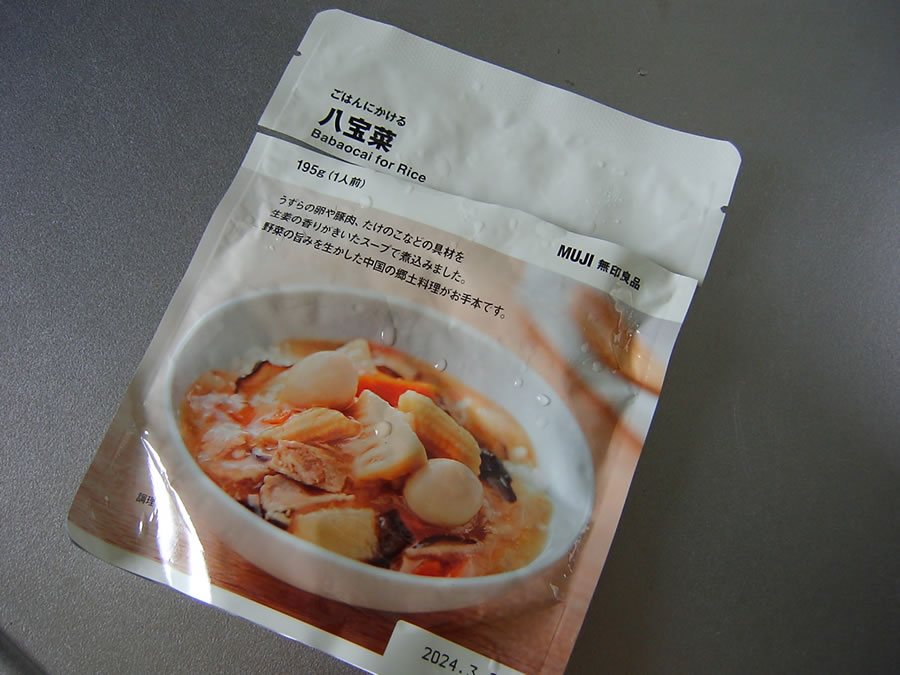 ごはんにかける
八宝菜
Babaocai for Rice
195g（1人前）
うずらの卵や豚肉、たけのこなどの具材を
生姜の香りがきいたスープで煮込みました。
野菜の旨みを生かした中国の郷土料理がお手本です。
MUJI 無印良品
調理
2024.3.